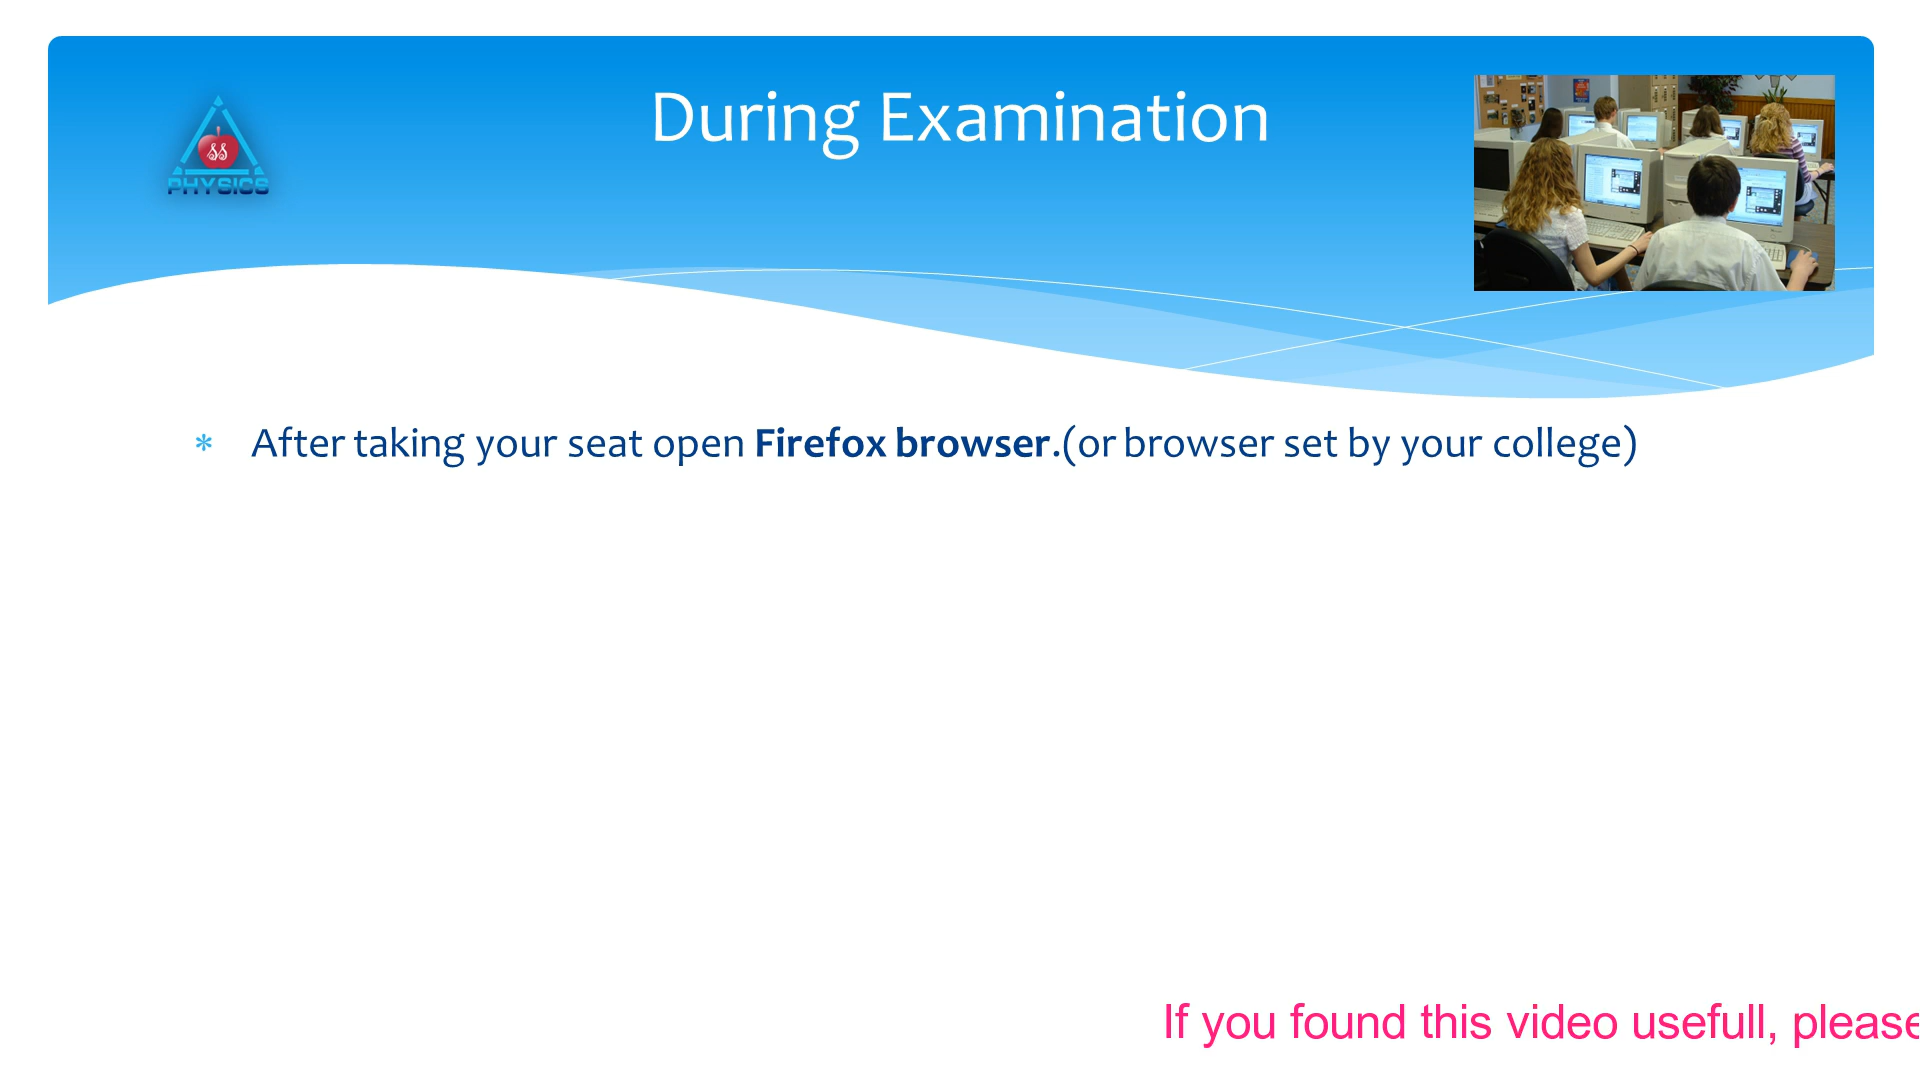 During Examination
SS
PHYSICS
* After taking your seat open Firefox browser.(or browser set by your college)
If you found this video usefull, please